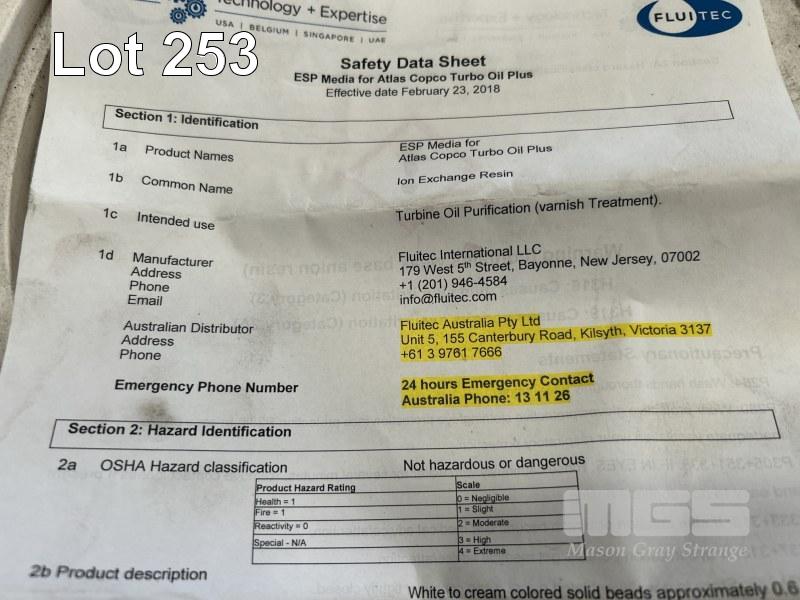 Technology + Expertise
USA | BELGIUM | SINGAPORE | UAE
FLUITEC
Lot 253
Safety Data Sheet
ESP Media for Atlas Copco Turbo Oil Plus
Effective date February 23, 2018
Section 1: Identification
1a Product Names ESP Media for
Atlas Copco Turbo Oil Plus
1b Common Name Ion Exchange Resin
1c Intended use Turbine Oil Purification (varnish Treatment).
1d Manufacturer Fluitec International LLC
Address 179 West 5th Street, Bayonne, New Jersey, 07002
Phone +1 (201) 946-4584
Email info@fluitec.com
Australian Distributor Fluitec Australia Pty Ltd
Address Unit 5, 155 Canterbury Road, Kilsyth, Victoria 3137
Phone +61 3 9761 7666
Emergency Phone Number 24 hours Emergency Contact
Australia Phone: 13 11 26
Section 2: Hazard Identification
2a OSHA Hazard classification Not hazardous or dangerous
Product Hazard Rating Scale
Health = 1 0 = Negligible
Fire = 1 1 = Slight
Reactivity = 0 2 = Moderate
Special - N/A 3 = High
4 = Extreme
MGS
Mason Gray Strange
2b Product description
White to cream colored solid beads approximately 0.6